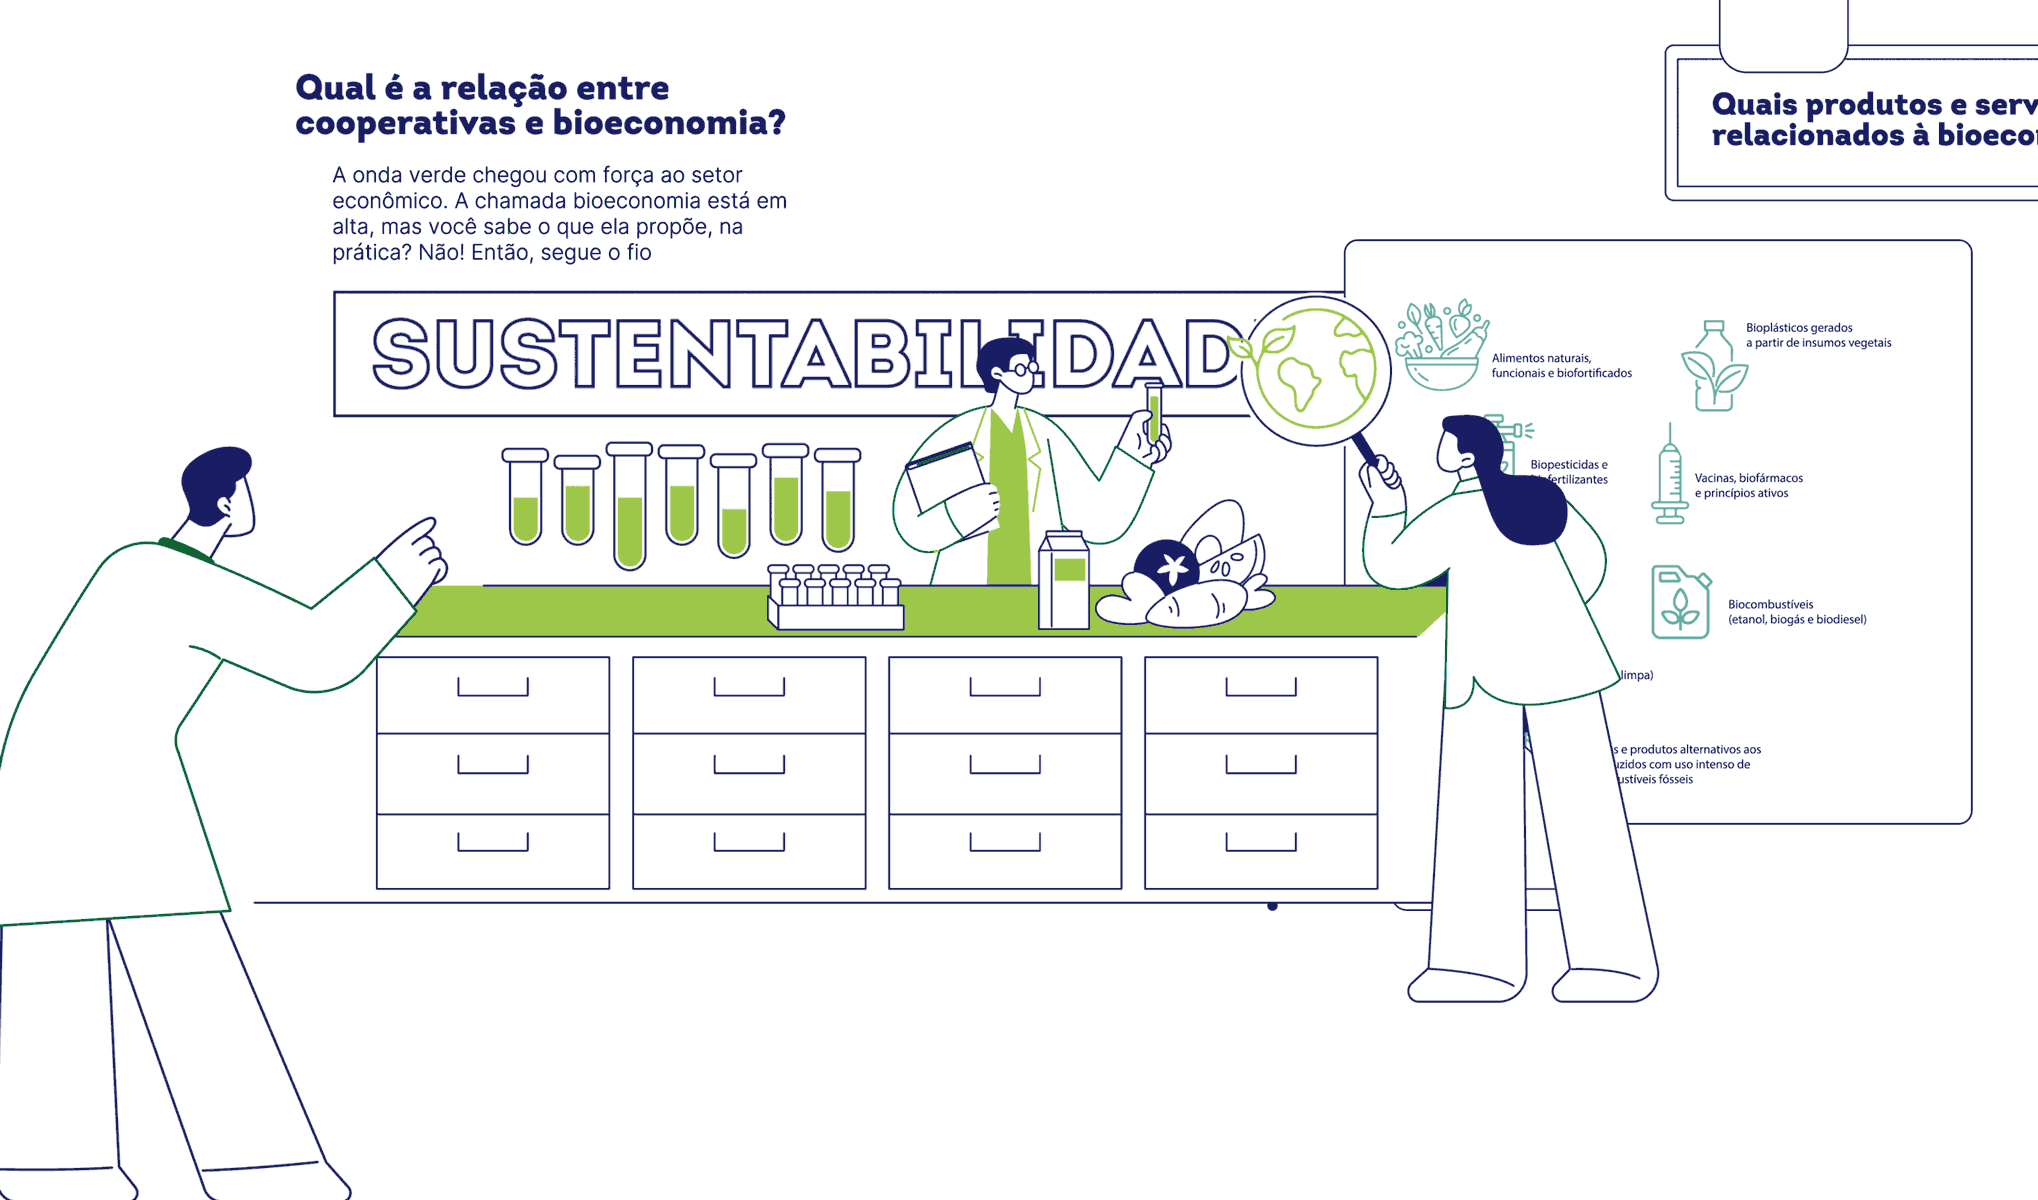 Qual é a relação entre
cooperativas e bioeconomia?
A onda verde chegou com força ao setor
econômico. A chamada bioeconomia está em
alta, mas você sabe o que ela propõe, na
prática? Não! Então, segue o fio
Quais produtos e
relacionados à
SUSTENTABILIDAD
Alimentos naturais,
funcionais e biofortificados
Bioplásticos gerados
a partir de insumos vegetais
Biopesticidas e
Vacinas, biofármacos
e princípios ativos
Biocombustíveis
(etanol, biogás e biodiesel)
limpa)
e produtos alternativos aos
com uso intenso de
fósseis